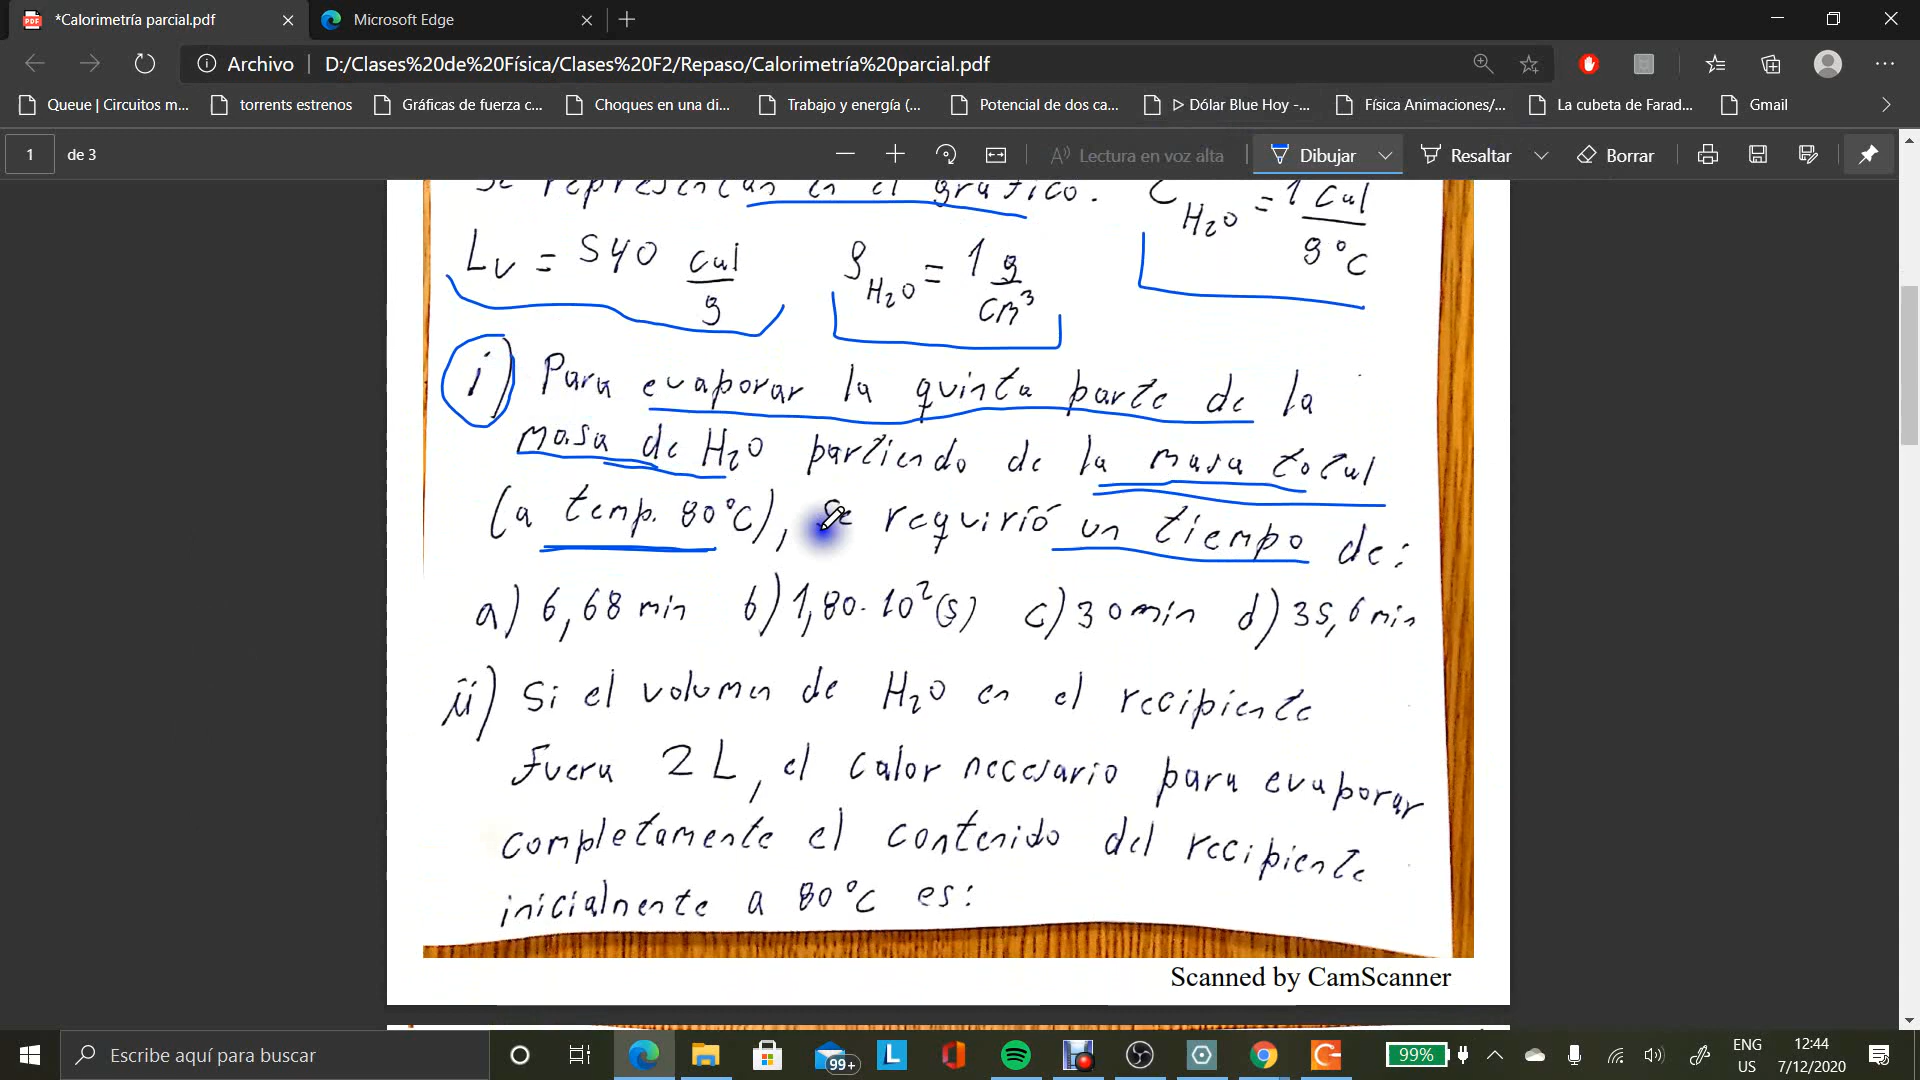 *Calorimetría parcial.pdf
Microsoft Edge
Archivo
D:/Clases%20de%20Física/Clases%20F2/Repaso/Calorimetría%20parcial.pdf
Queue | Circuitos m...
torrents estrenos
Gráficas de fuerza c...
Choques en una di...
Trabajo y energía (...
Potencial de dos ca...
ᐅ Dólar Blue Hoy -...
Física Animaciones/...
La cubeta de Farad...
Gmail
1 de 3
Lectura en voz alta
Dibujar
Resaltar
Borrar
se representan en el gráfico. C H₂O = 1 Cal/g °C
Lv = 540 cal/g
ρ H₂O = 1 g/cm³
i) Para evaporar la quinta parte de la
masa de H₂O partiendo de la masa total
(a temp. 80°C), se requirió un tiempo de:
a) 6,68 min b) 1,80·10²(s) c) 30 min d) 35,6 min
ii) Si el volumen de H₂O en el recipiente
fuera 2 L, el calor necesario para evaporar
completamente el contenido del recipiente
inicialmente a 80°C es:
Scanned by CamScanner
Escribe aquí para buscar
99+
99%
ENG
US
12:44
7/12/2020